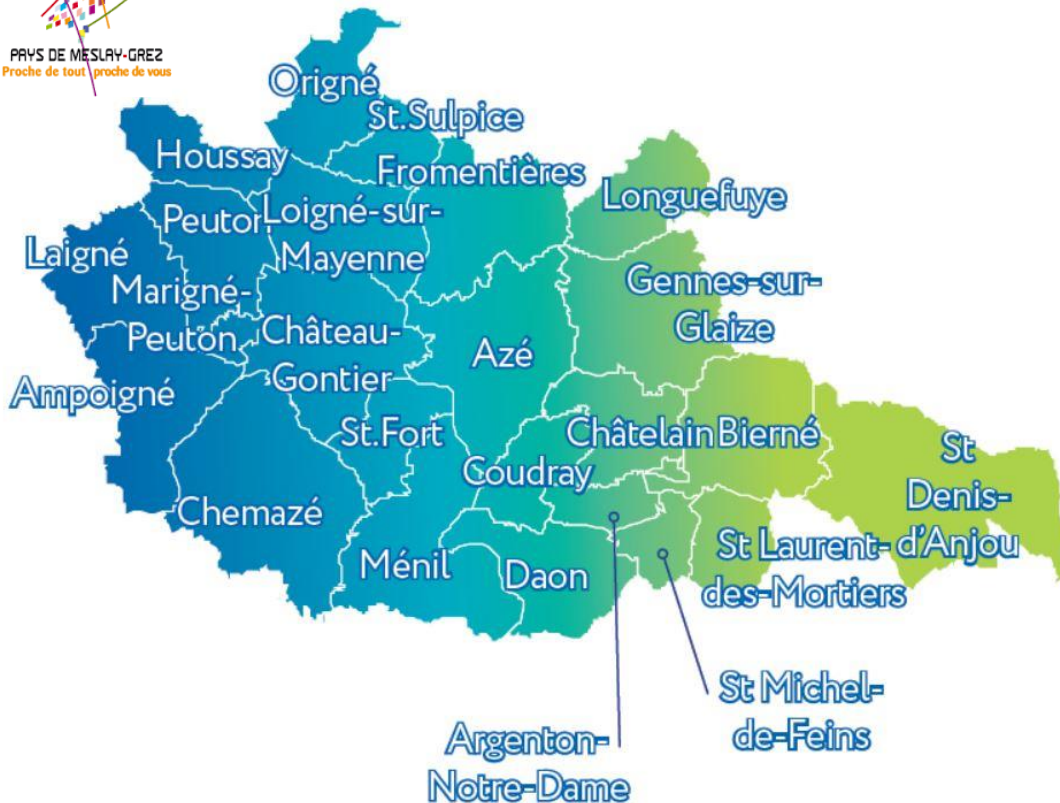 PAYS DE MESLAY-GREZ
Proche de tout proche de vous
Origné
St.Sulpice
Houssay
Fromentières
Longuefuye
Peuton
Loigné-sur-
Mayenne
Laigné
Marigné-
Peuton
Gennes-sur-
Glaize
Château-
Gontier
Azé
Ampoigné
St.Fort
Châtelain
Bierné
St
Denis-
d'Anjou
Coudray
Chemazé
Ménil
Daon
St Laurent-
des-Mortiers
St Michel-
de-Feins
Argenton-
Notre-Dame